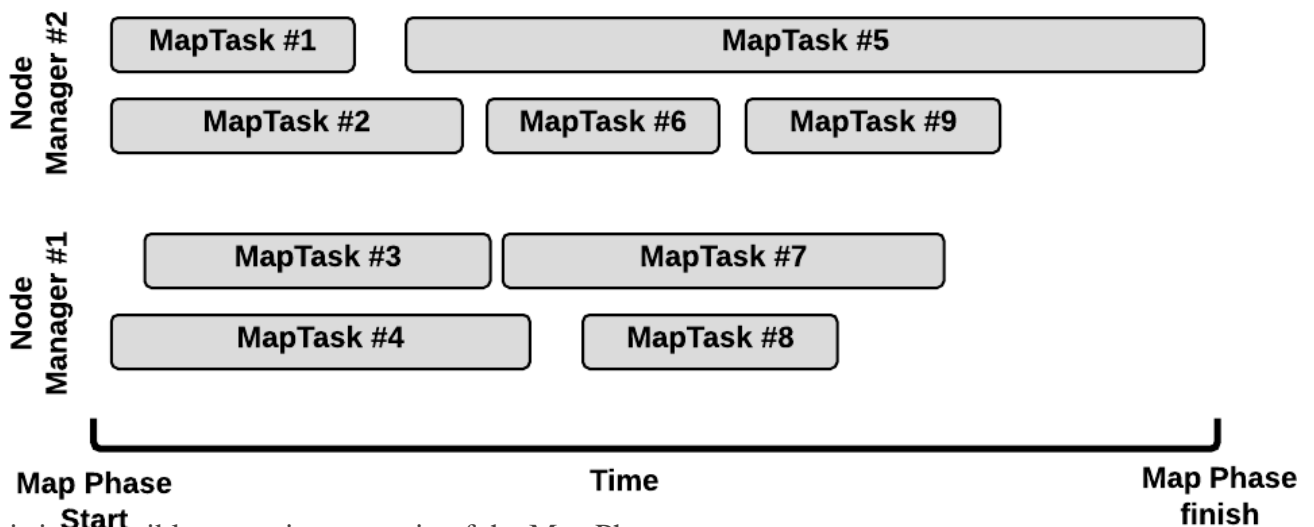 Node
Manager #2
MapTask #1
MapTask #5
MapTask #2
MapTask #6
MapTask #9
Node
Manager #1
MapTask #3
MapTask #7
MapTask #4
MapTask #8
Map Phase
Start
Time
Map Phase
finish